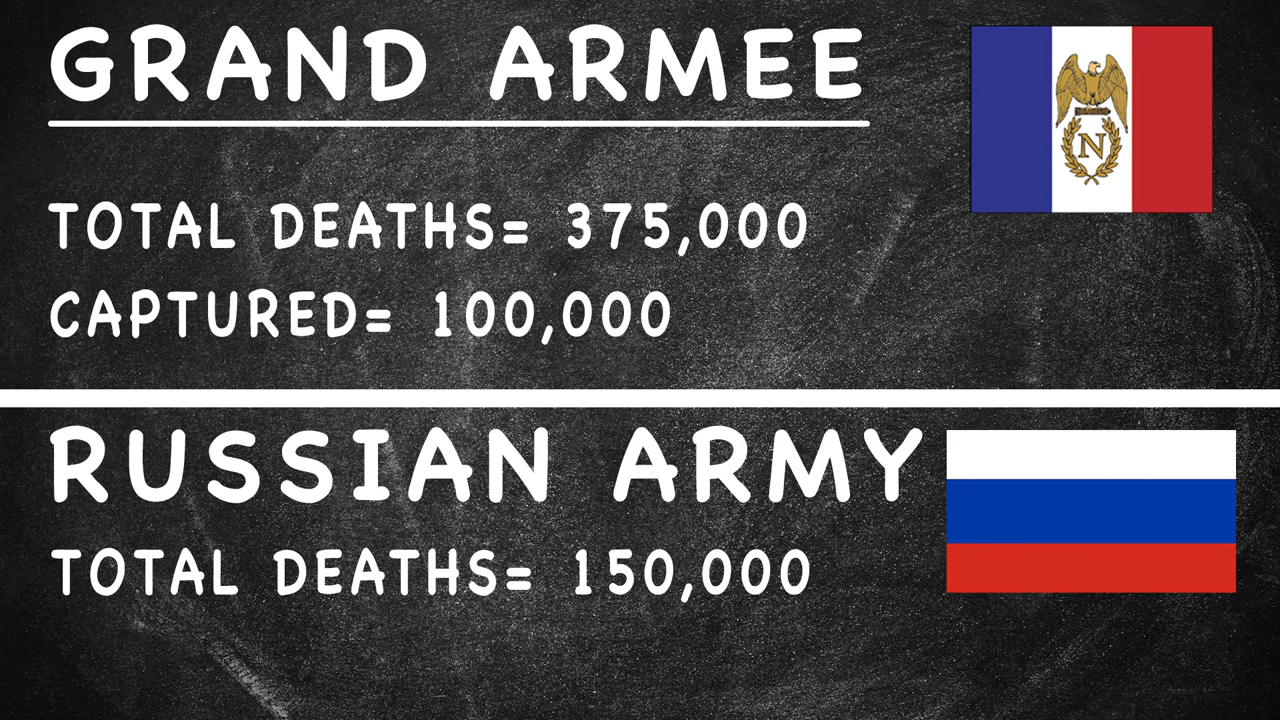 GRAND ARMEE
N
TOTAL DEATHS= 375,000
CAPTURED= 100,000
RUSSIAN ARMY
TOTAL DEATHS= 150,000